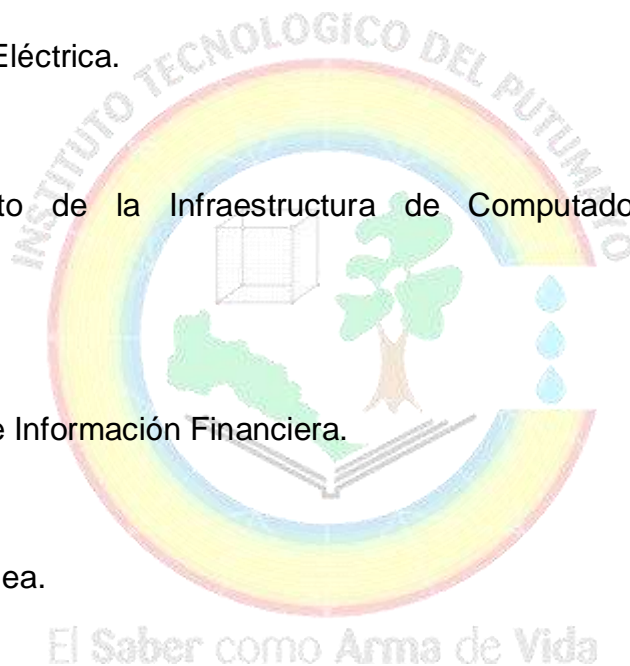 INSTITUTO TECNOLOGICO DEL PUTUMAYO
Eléctrica.
to de la Infraestructura de Computado
e Información Financiera.
ea.
El Saber como Arma de Vida